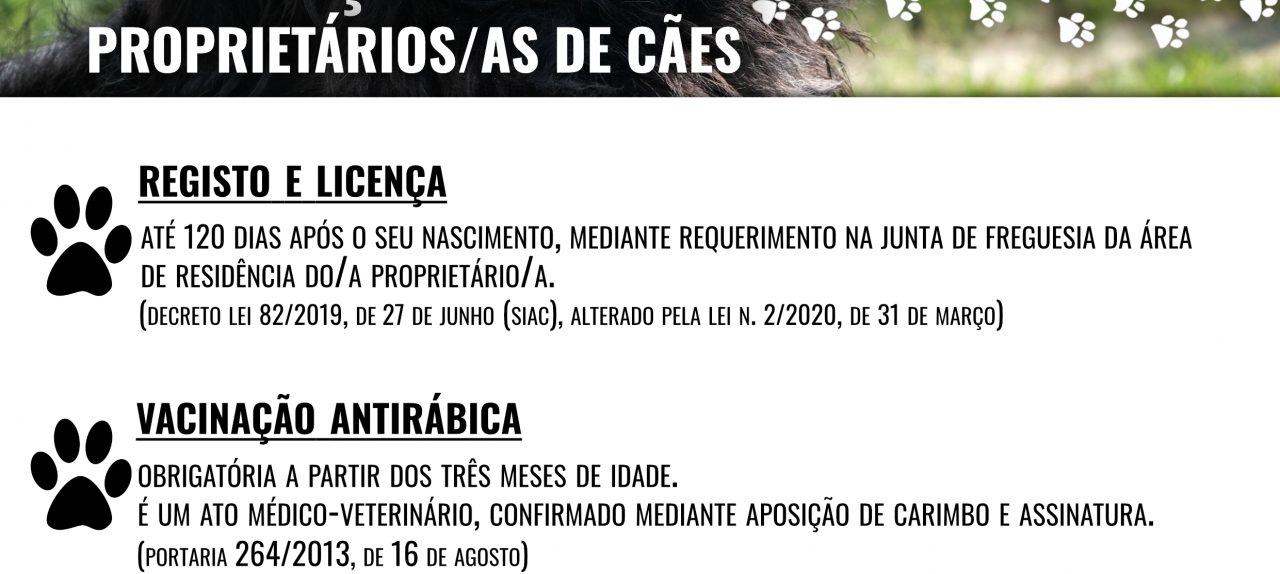 PROPRIETÁRIOS/AS DE CÃES
REGISTO E LICENÇA
ATÉ 120 DIAS APÓS O SEU NASCIMENTO, MEDIANTE REQUERIMENTO NA JUNTA DE FREGUESIA DA ÁREA
DE RESIDÊNCIA DO/A PROPRIETÁRIO/A.
(DECRETO LEI 82/2019, DE 27 DE JUNHO (SIAC), ALTERADO PELA LEI N. 2/2020, DE 31 DE MARÇO)
VACINAÇÃO ANTIRÁBICA
OBRIGATÓRIA A PARTIR DOS TRÊS MESES DE IDADE.
É UM ATO MÉDICO-VETERINÁRIO, CONFIRMADO MEDIANTE APOSIÇÃO DE CARIMBO E ASSINATURA.
(PORTARIA 264/2013, DE 16 DE AGOSTO)